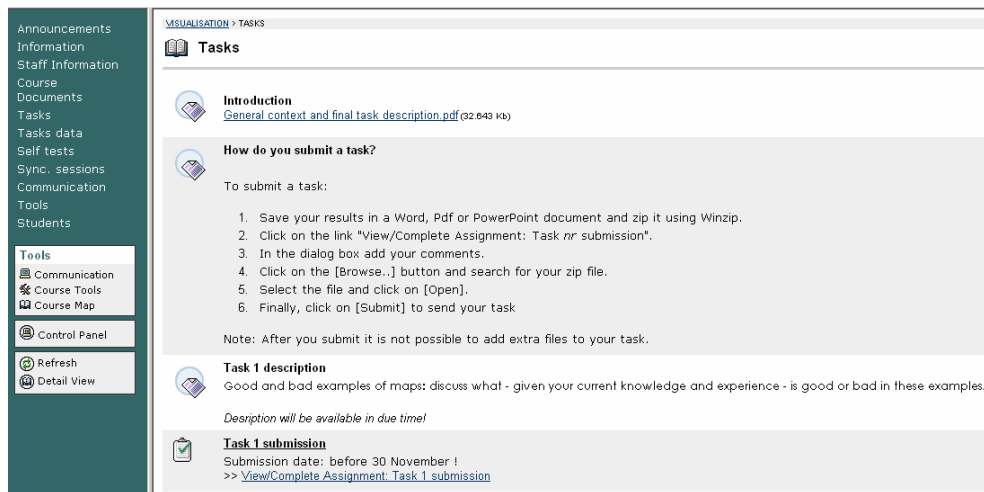 Announcements
Information
Staff Information
Course
Documents
Tasks
Tasks data
Self tests
Sync. sessions
Communication
Tools
Students
Tools
Communication
Course Tools
Course Map
Control Panel
Refresh
Detail View
VISUALISATION > TASKS
Tasks
Introduction
General context and final task description.pdf (32.643 Kb)
How do you submit a task?
To submit a task:
1. Save your results in a Word, Pdf or PowerPoint document and zip it using Winzip.
2. Click on the link "View/Complete Assignment: Task nr submission".
3. In the dialog box add your comments.
4. Click on the [Browse..] button and search for your zip file.
5. Select the file and click on [Open].
6. Finally, click on [Submit] to send your task
Note: After you submit it is not possible to add extra files to your task.
Task 1 description
Good and bad examples of maps: discuss what - given your current knowledge and experience - is good or bad in these examples.
Desription will be available in due time!
Task 1 submission
Submission date: before 30 November !
>> View/Complete Assignment: Task 1 submission